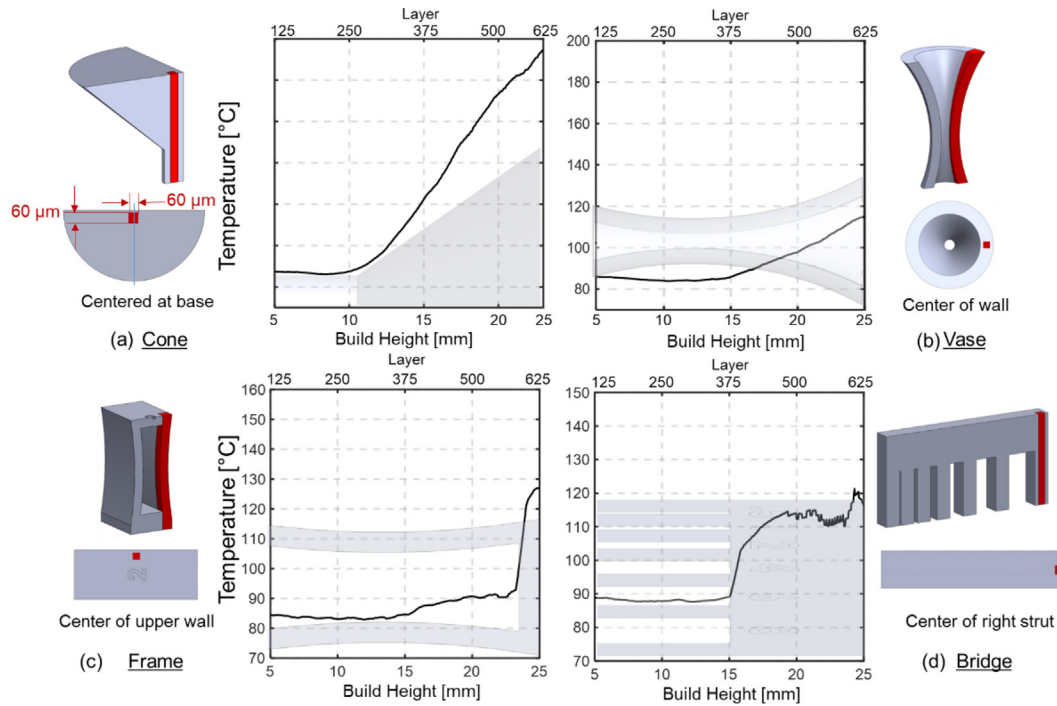 Layer
125 250 375 500 625
Temperature [°C]
5 10 15 20 25
Build Height [mm]
60 µm
60 µm
Centered at base
(a) Cone
Layer
125 250 375 500 625
200
180
160
140
120
100
80
5 10 15 20 25
Build Height [mm]
Center of wall
(b) Vase
Layer
125 250 375 500 625
160
150
140
130
120
110
100
90
80
70
Temperature [°C]
5 10 15 20 25
Build Height [mm]
2
Center of upper wall
(c) Frame
Layer
125 250 375 500 625
150
140
130
120
110
100
90
80
70
5 10 15 20 25
Build Height [mm]
Center of right strut
(d) Bridge